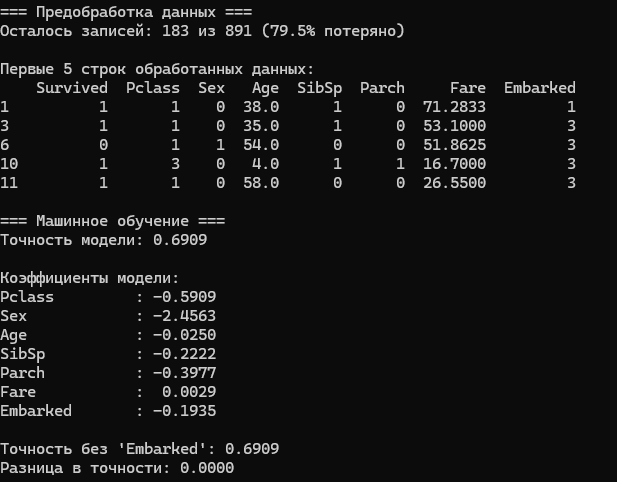 === Предобработка данных ===
Осталось записей: 183 из 891 (79.5% потеряно)
Первые 5 строк обработанных данных:
Survived Pclass Sex Age SibSp Parch Fare Embarked
1 1 1 0 38.0 1 0 71.2833 1
3 1 1 0 35.0 1 0 53.1000 3
6 0 1 1 54.0 0 0 51.8625 3
10 1 3 0 4.0 1 1 16.7000 3
11 1 1 0 58.0 0 0 26.5500 3
=== Машинное обучение ===
Точность модели: 0.6909
Коэффициенты модели:
Pclass : -0.5909
Sex : -2.4563
Age : -0.0250
SibSp : -0.2222
Parch : -0.3977
Fare : 0.0029
Embarked : -0.1935
Точность без 'Embarked': 0.6909
Разница в точности: 0.0000